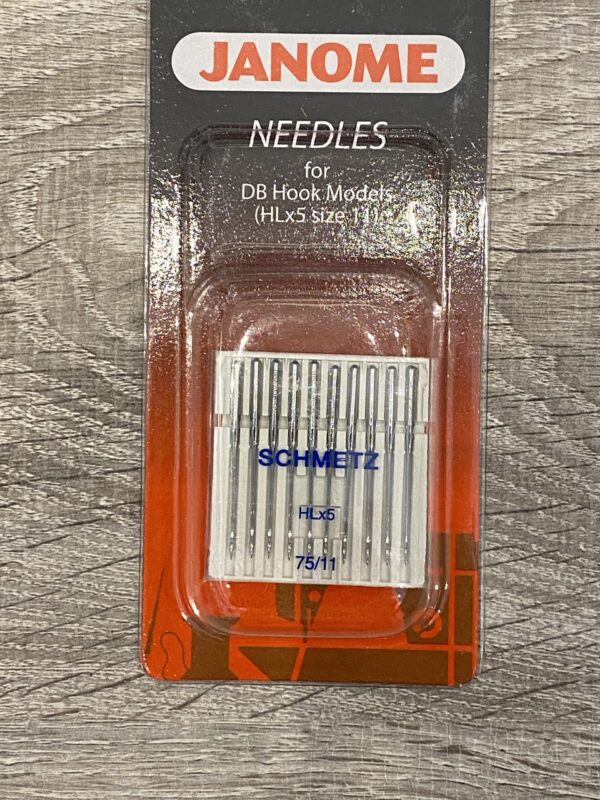 JANOME
NEEDLES
for
DB Hook Models
(HLx5 size 11)
SCHMETZ
HLx5
75/11